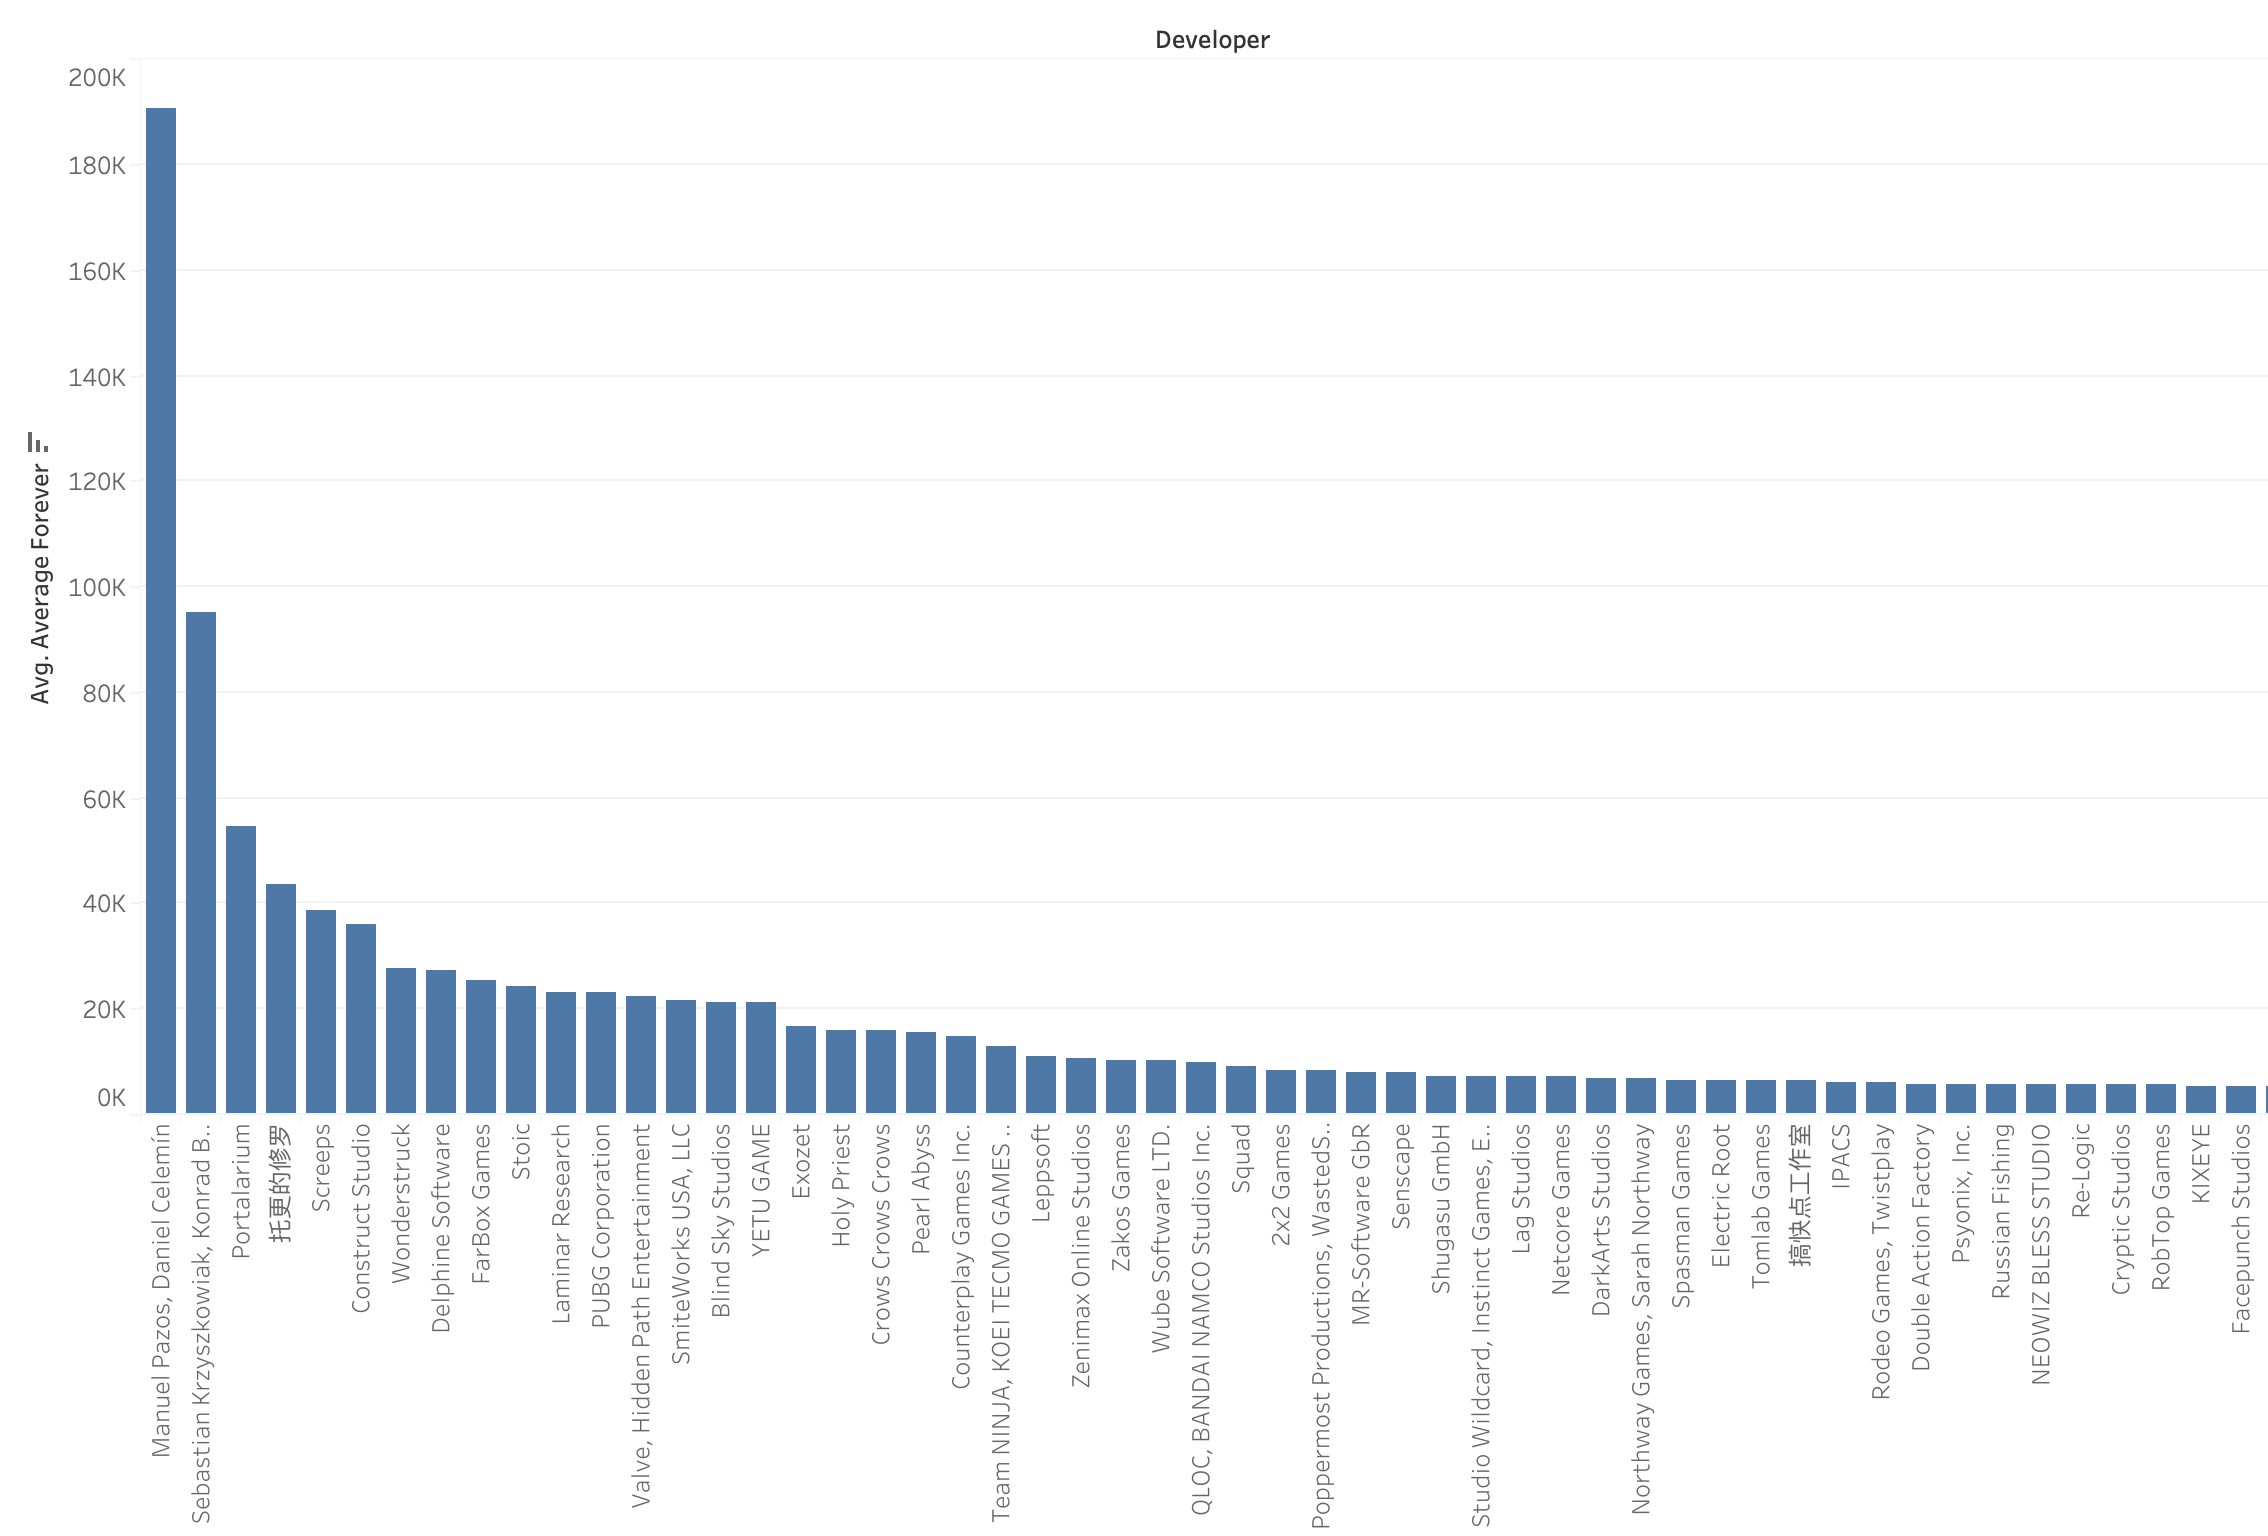 Developer
Avg. Average Forever
200K
180K
160K
140K
120K
100K
80K
60K
40K
20K
0K
Manuel Pazos, Daniel Celemín
Sebastian Krzyszkowiak, Konrad B..
Portalarium
托更的修罗
Screeps
Construct Studio
Wonderstruck
Delphine Software
FarBox Games
Stoic
Laminar Research
PUBG Corporation
Valve, Hidden Path Entertainment
SmiteWorks USA, LLC
Blind Sky Studios
YETU GAME
Exozet
Holy Priest
Crows Crows Crows
Pearl Abyss
Counterplay Games Inc.
Team NINJA, KOEI TECMO GAMES ..
Leppsoft
Zenimax Online Studios
Zakos Games
Wube Software LTD.
QLOC, BANDAI NAMCO Studios Inc.
Squad
2x2 Games
Poppermost Productions, WastedS..
MR-Software GbR
Senscape
Shugasu GmbH
Studio Wildcard, Instinct Games, E..
Lag Studios
Netcore Games
DarkArts Studios
Northway Games, Sarah Northway
Spasman Games
Electric Root
Tomlab Games
搞快点工作室
IPACS
Rodeo Games, Twistplay
Double Action Factory
Psyonix, Inc.
Russian Fishing
NEOWIZ BLESS STUDIO
Re-Logic
Cryptic Studios
RobTop Games
KIXEYE
Facepunch Studios